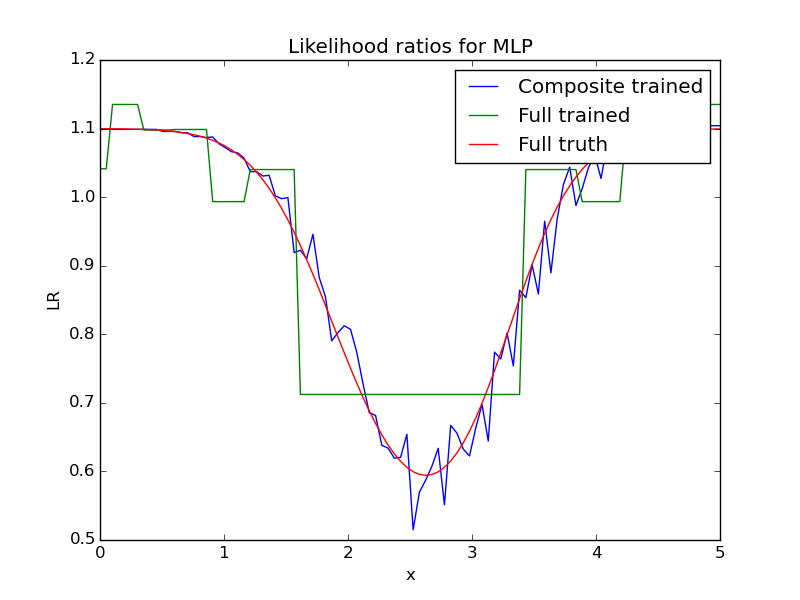 Likelihood ratios for MLP
Composite trained
Full trained
Full truth
1.2
1.1
1.0
0.9
0.8
0.7
0.6
0.5
LR
0 1 2 3 4 5
x